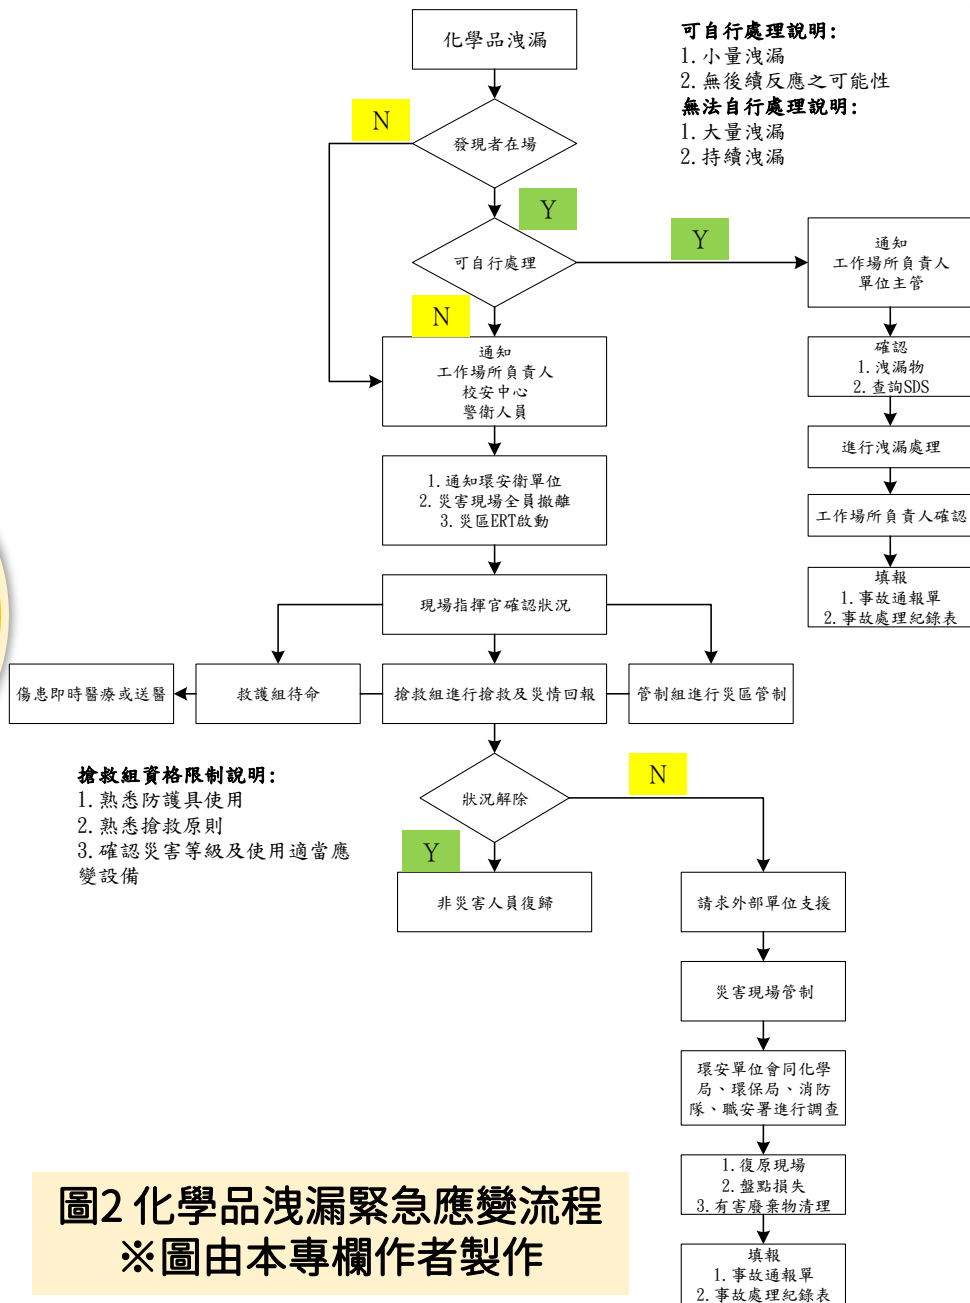 化學品洩漏
可自行處理說明:
1.小量洩漏
2.無後續反應之可能性
無法自行處理說明:
1.大量洩漏
2.持續洩漏
N
發現者在場
Y
可自行處理
Y
通知
工作場所負責人
單位主管
N
通知
工作場所負責人
校安中心
警衛人員
確認
1.洩漏物
2.查詢SDS
進行洩漏處理
1.通知環安衛單位
2.災害現場全員撤離
3.災區ERT啟動
工作場所負責人確認
填報
1.事故通報單
2.事故處理紀錄表
現場指揮官確認狀況
傷患即時醫療或送醫
救護組待命
搶救組進行搶救及災情回報
管制組進行災區管制
搶救組資格限制說明:
1.熟悉防護具使用
2.熟悉搶救原則
3.確認災害等級及使用適當應
變設備
狀況解除
N
Y
非災害人員復歸
請求外部單位支援
災害現場管制
環安單位會同化學
局、環保局、消防
隊、職安署進行調查
1.復原現場
2.盤點損失
3.有害廢棄物清理
填報
1.事故通報單
2.事故處理紀錄表
圖2 化學品洩漏緊急應變流程
※圖由本專欄作者製作